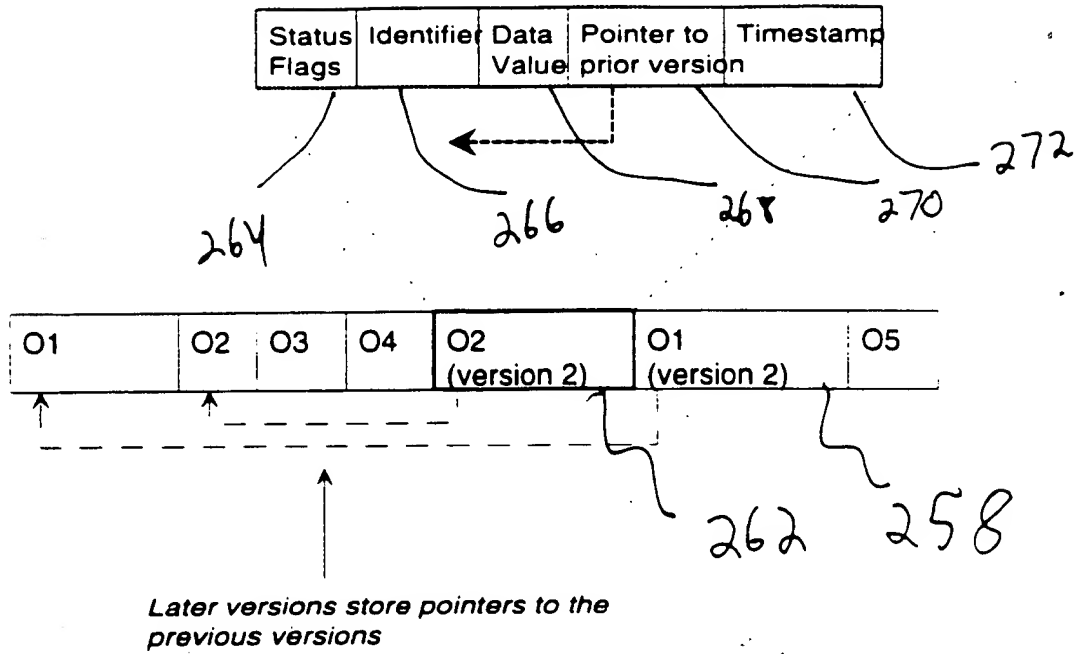 Status Identifier Data Pointer to Timestamp
Flags Value prior version
272
264 266 268 270
O1 O2 O3 O4 O2 O1 O5
(version 2) (version 2)
262 258
Later versions store pointers to the
previous versions